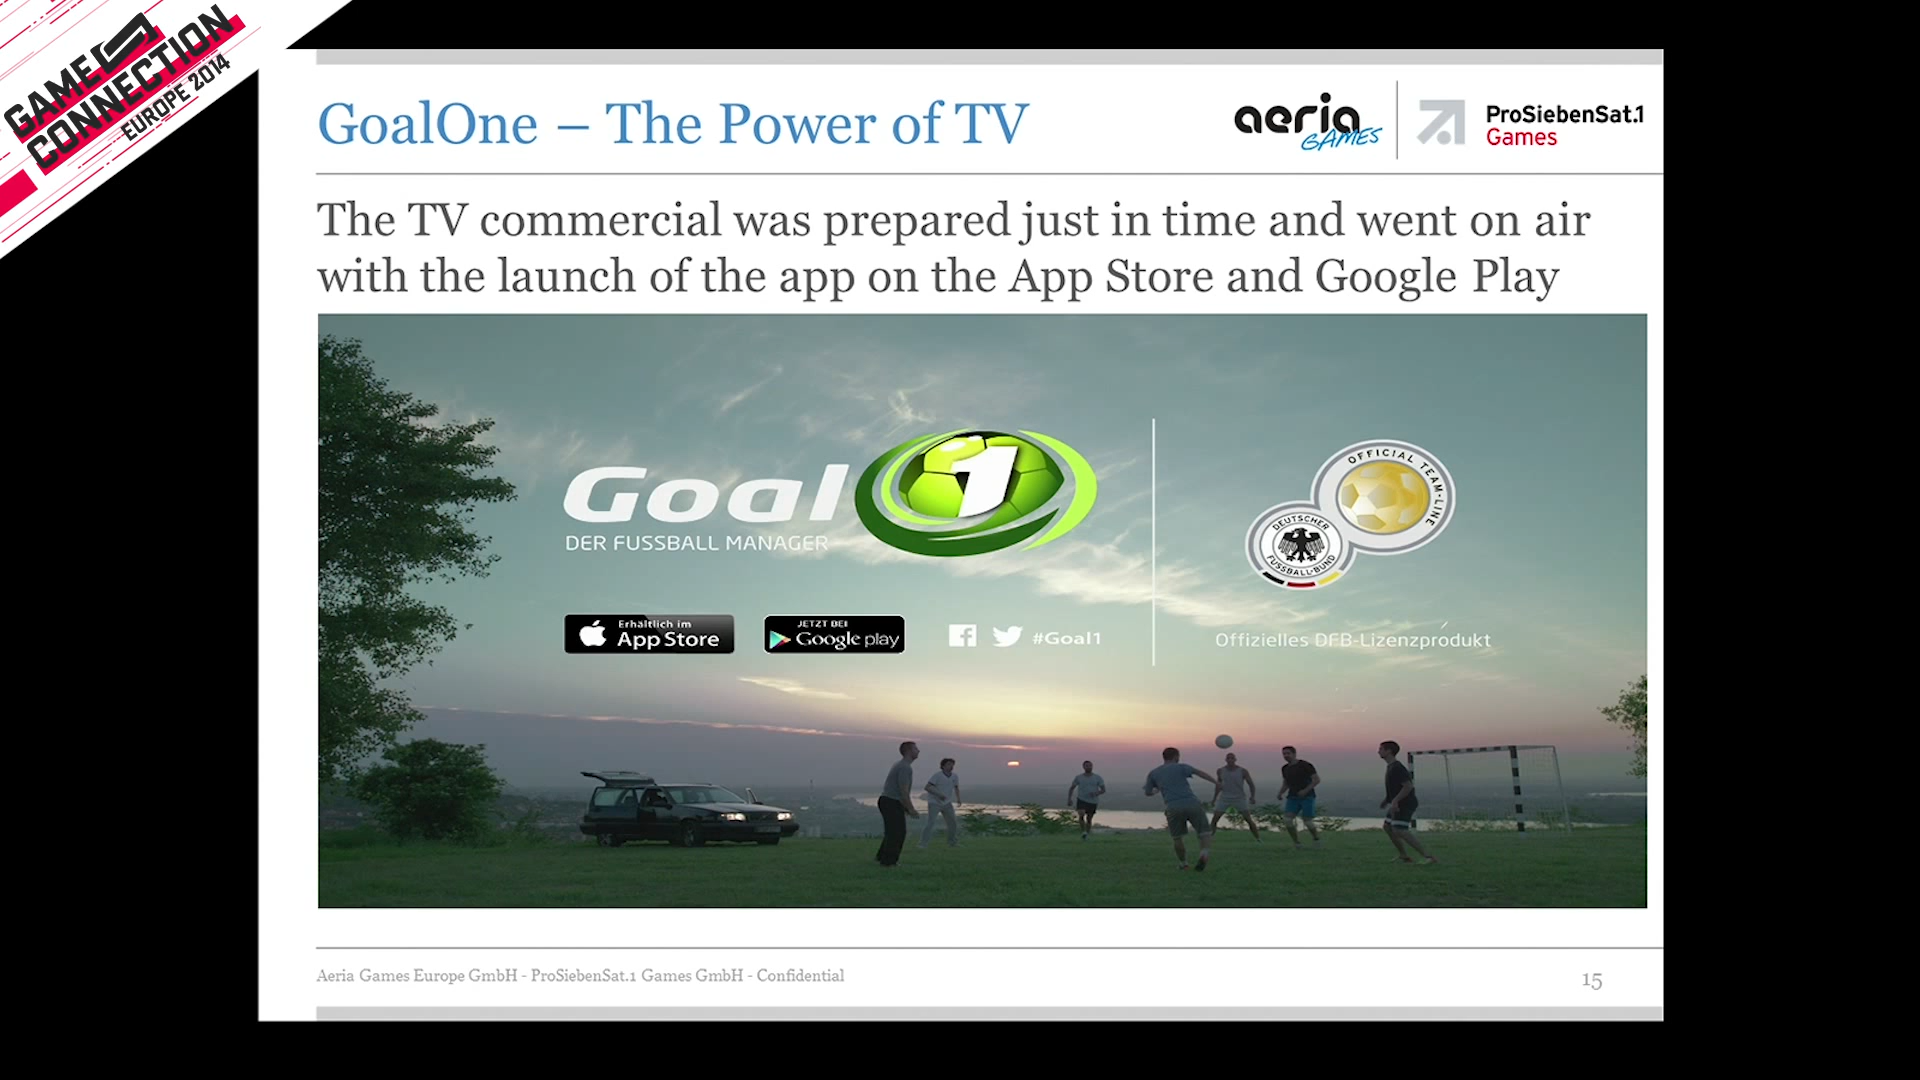 GAME
CONNECTION
EUROPE 2014
GoalOne – The Power of TV
aeria
GAMES
ProSiebenSat.1
Games
The TV commercial was prepared just in time and went on air
with the launch of the app on the App Store and Google Play
Goal 1
DER FUSSBALL MANAGER
OFFICIAL TEAM-LINE
DEUTSCHER
FUSSBALL-BUND
Erhältlich im
App Store
JETZT BEI
Google play
#Goal1
Offizielles DFB-Lizenzprodukt
Aeria Games Europe GmbH - ProSiebenSat.1 Games GmbH - Confidential
15